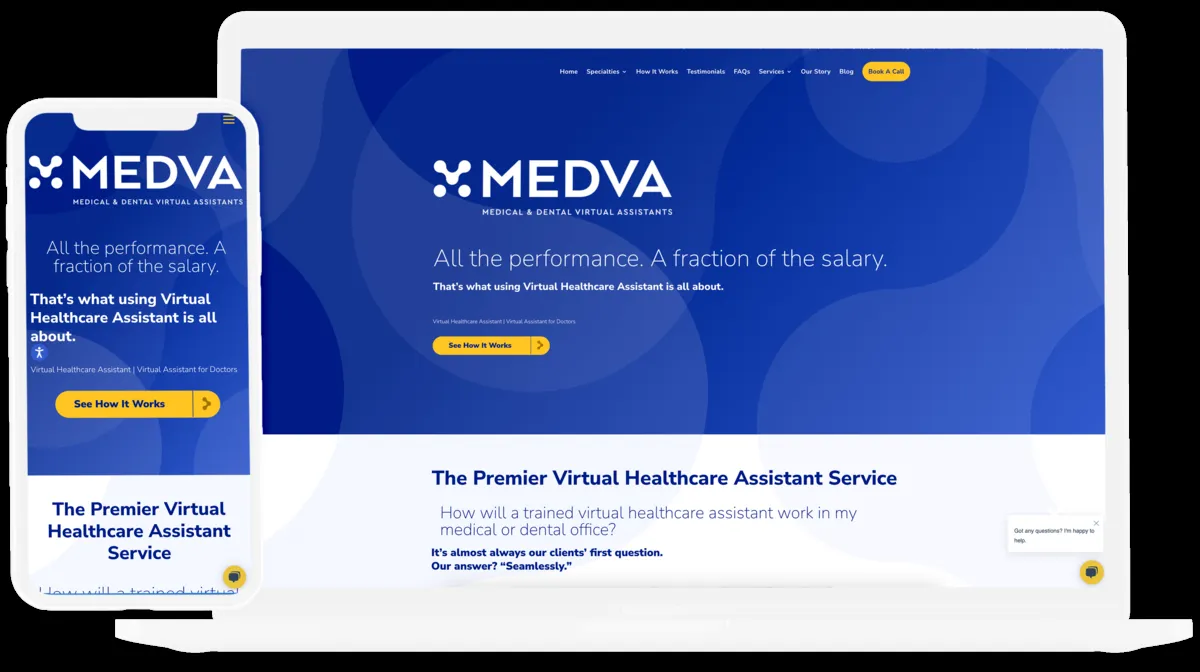 MEDVA
MEDICAL & DENTAL VIRTUAL ASSISTANTS
All the performance. A
fraction of the salary.
That's what using Virtual
Healthcare Assistant is all
about.
Virtual Healthcare Assistant | Virtual Assistant for Doctors
See How It Works
The Premier Virtual
Healthcare Assistant
Service
How will a trained virtual
Home Specialties How It Works Testimonials FAQs Services Our Story Blog Book A Call
MEDVA
MEDICAL & DENTAL VIRTUAL ASSISTANTS
All the performance. A fraction of the salary.
That's what using Virtual Healthcare Assistant is all about.
Virtual Healthcare Assistant | Virtual Assistant for Doctors
See How It Works
The Premier Virtual Healthcare Assistant Service
How will a trained virtual healthcare assistant work in my
medical or dental office?
It's almost always our clients' first question.
Our answer? “Seamlessly.”
Got any questions? I'm happy to
help.